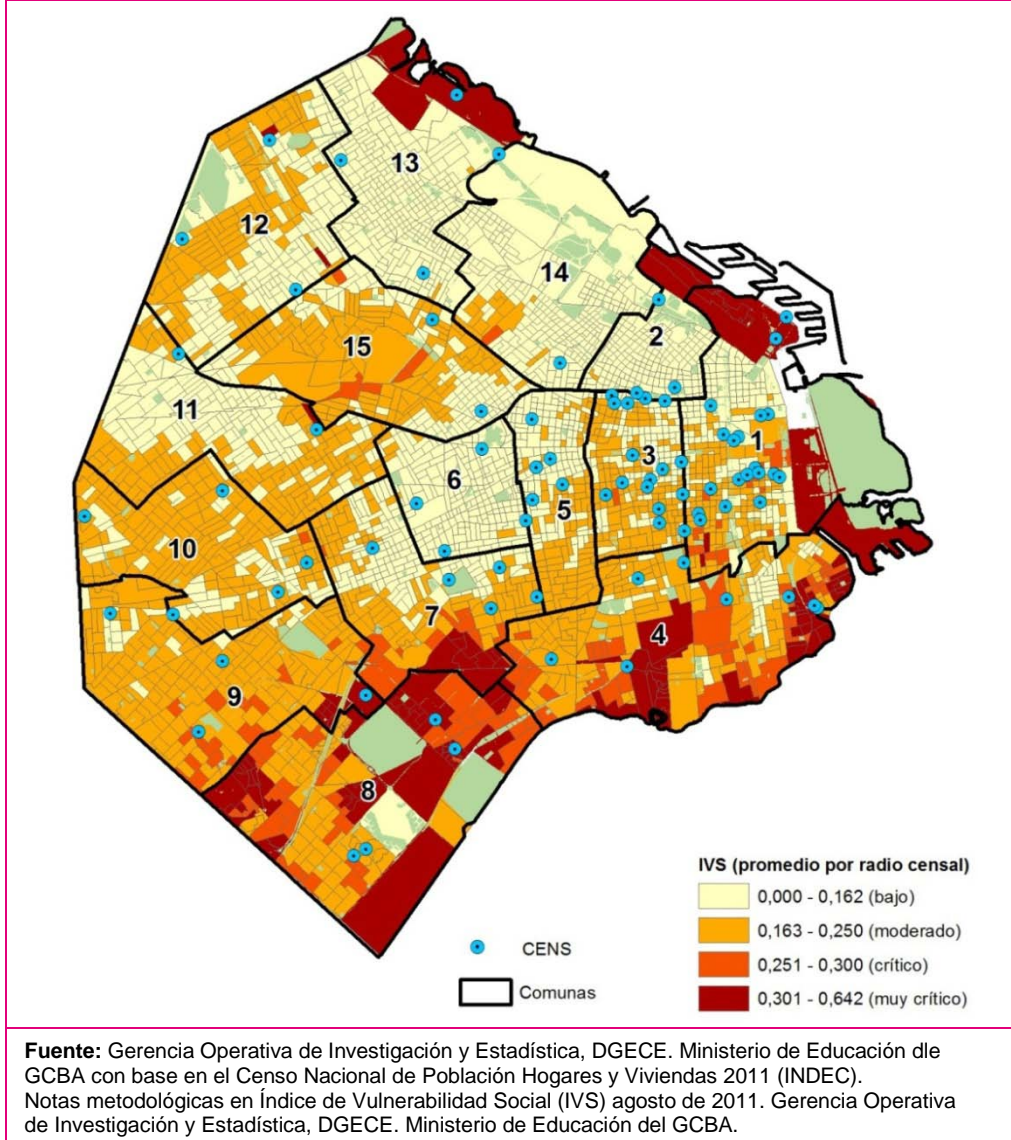 13
12
14
2
15
11
1
3
6
5
10
7
4
9
8
IVS (promedio por radio censal)
0,000 - 0,162 (bajo)
0,163 - 0,250 (moderado)
CENS
0,251 - 0,300 (crítico)
Comunas
0,301 - 0,642 (muy crítico)
Fuente: Gerencia Operativa de Investigación y Estadística, DGECE. Ministerio de Educación dle
GCBA con base en el Censo Nacional de Población Hogares y Viviendas 2011 (INDEC).
Notas metodológicas en Índice de Vulnerabilidad Social (IVS) agosto de 2011. Gerencia Operativa
de Investigación y Estadística, DGECE. Ministerio de Educación del GCBA.